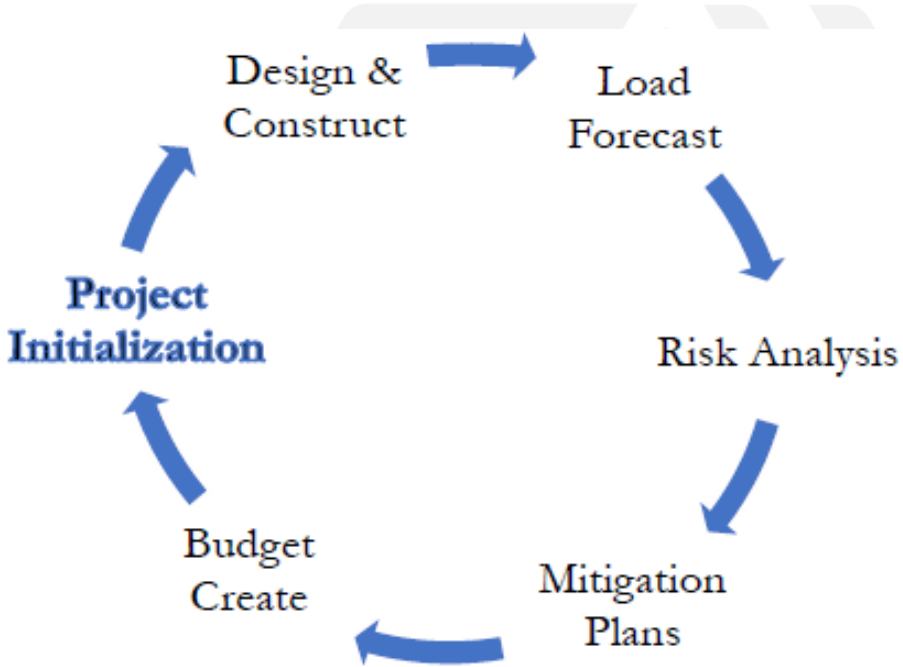 Design &
Construct
Load
Forecast
Project
Initialization
Risk Analysis
Budget
Create
Mitigation
Plans